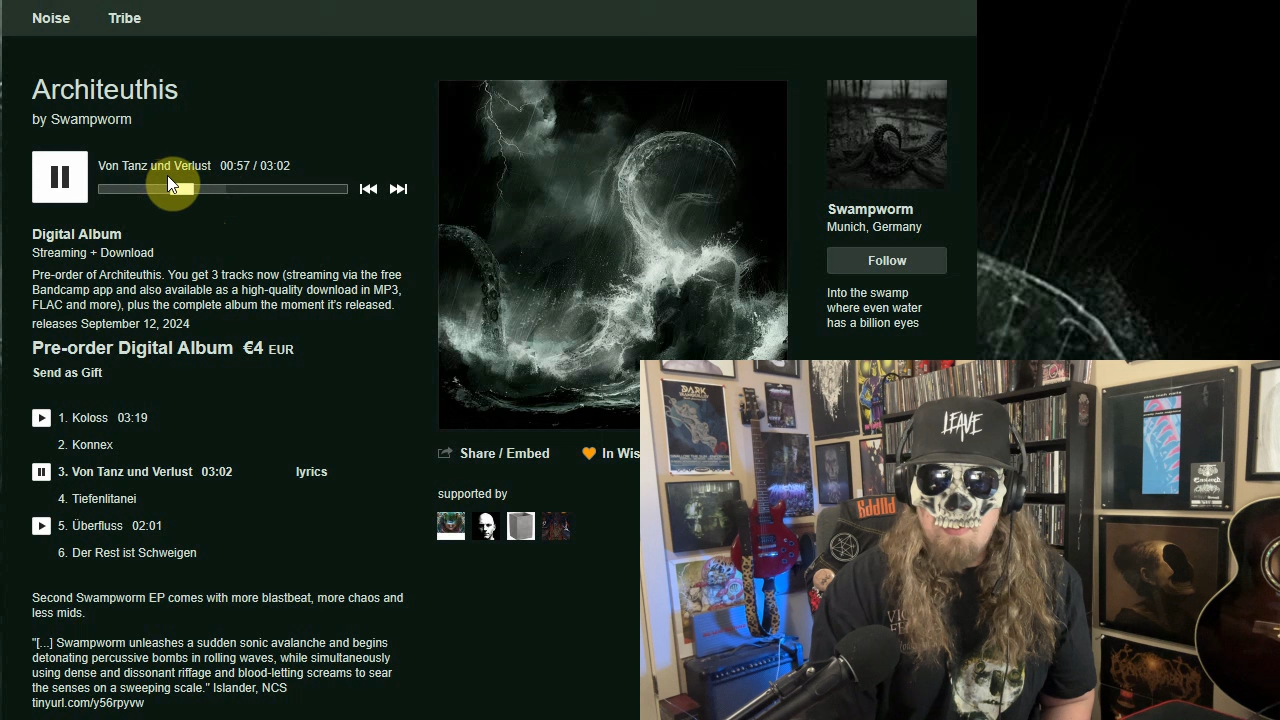 Noise Tribe
Architeuthis
by Swampworm
Von Tanz und Verlust 00:57 / 03:02
Digital Album
Streaming + Download
Pre-order of Architeuthis. You get 3 tracks now (streaming via the free
Bandcamp app and also available as a high-quality download in MP3,
FLAC and more), plus the complete album the moment it's released.
releases September 12, 2024
Pre-order Digital Album €4 EUR
Send as Gift
1. Koloss 03:19
2. Konnex
3. Von Tanz und Verlust 03:02 lyrics
4. Tiefenlitanei
5. Überfluss 02:01
6. Der Rest ist Schweigen
Second Swampworm EP comes with more blastbeat, more chaos and
less mids.
"[...] Swampworm unleashes a sudden sonic avalanche and begins
detonating percussive bombs in rolling waves, while simultaneously
using dense and dissonant riffage and blood-letting screams to sear
the senses on a sweeping scale." Islander, NCS
tinyurl.com/y56rpyvw
Share / Embed In Wis
supported by
Swampworm
Munich, Germany
Follow
Into the swamp
where even water
has a billion eyes
LEAVE
DARK